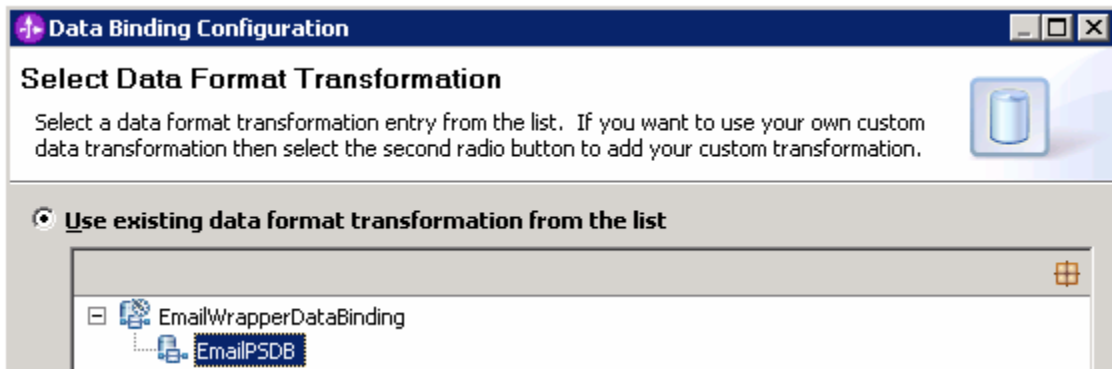 Data Binding Configuration
Select Data Format Transformation
Select a data format transformation entry from the list.  If you want to use your own custom
data transformation then select the second radio button to add your custom transformation.
Use existing data format transformation from the list
EmailWrapperDataBinding
EmailPSDB